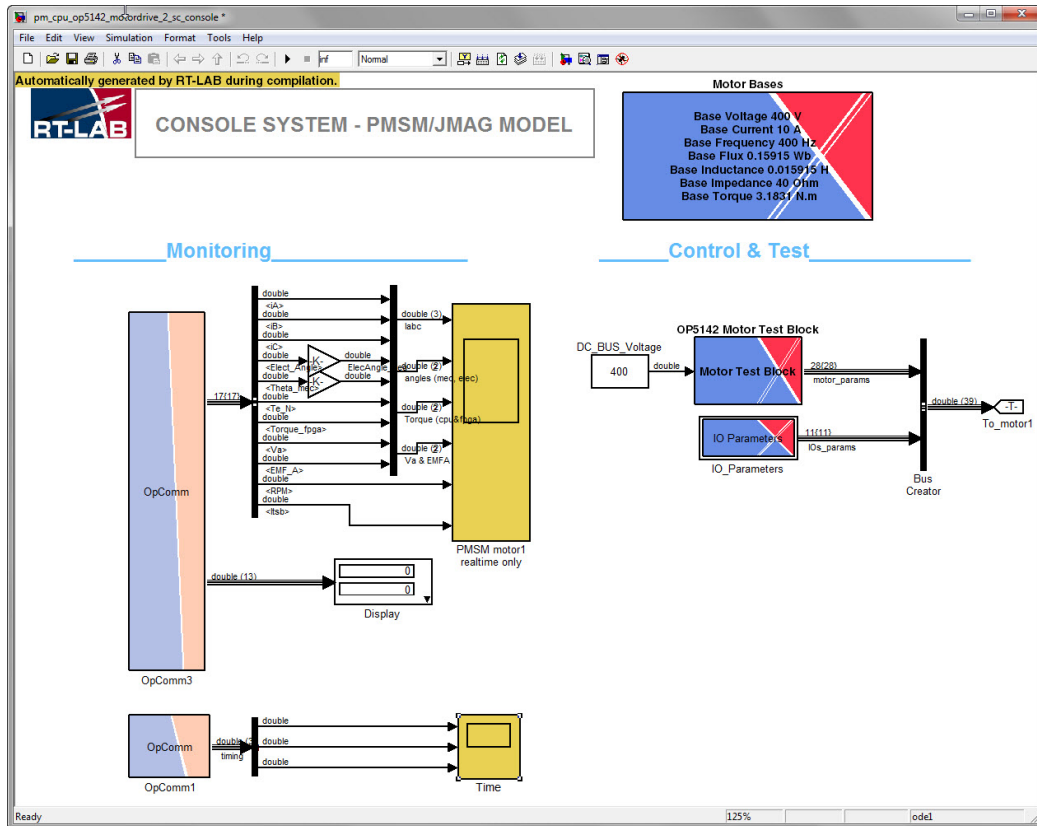 pm_cpu_op5142_motordrive_2_sc_console *
File Edit View Simulation Format Tools Help
inf Normal
Automatically generated by RT-LAB during compilation.
RT-LAB
CONSOLE SYSTEM - PMSM/JMAG MODEL
Motor Bases
Base Voltage 400 V
Base Current 10 A
Base Frequency 400 Hz
Base Flux 0.15915 Wb
Base Inductance 0.015915 H
Base Impedance 40 Ohm
Base Torque 3.1831 N.m
Monitoring
Control & Test
OpComm
OpComm3
17{17}
double
<iA>
double
<iB>
double
<iC>
double
<Elect_Angle>
double
<Theta_mec>
double
<Te_N>
double
<Torque_fpga>
double
<Va>
double
<EMF_A>
double
<RPM>
double
<Itsb>
-K-
-K-
double
double
double (3)
Iabc
double (2)
angles (mec, elec)
double (2)
Torque (cpu&fpga)
double (2)
Va & EMFA
PMSM motor1
realtime only
double (13)
0
0
Display
OpComm
OpComm1
timing
double
double
double
Time
DC_BUS_Voltage
400
double
OP5142 Motor Test Block
Motor Test Block
28{28}
motor_params
IO Parameters
IO_Parameters
11{11}
IOs_params
Bus
Creator
double (39)
-T-
To_motor1
Ready 125% ode1